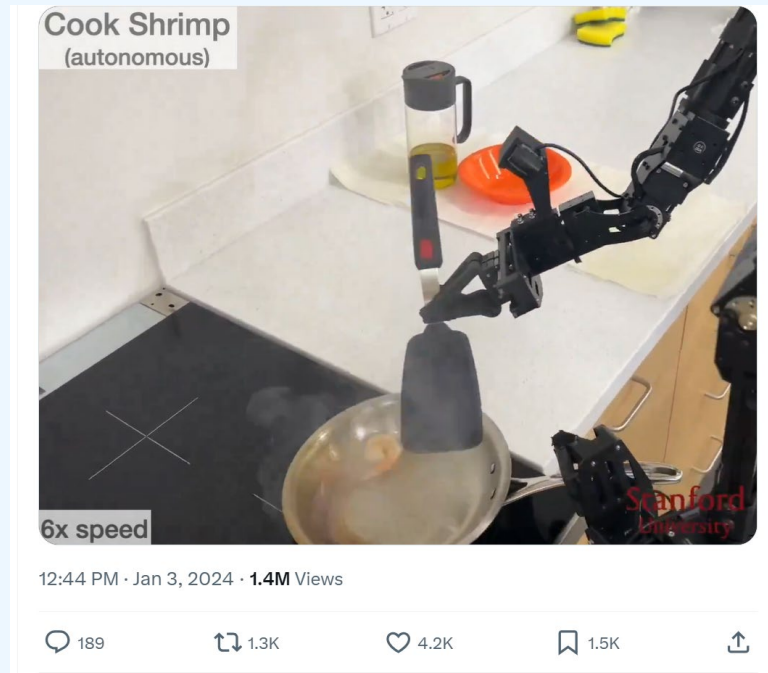 Cook Shrimp
(autonomous)
6x speed
Stanford
University
12:44 PM · Jan 3, 2024 · 1.4M Views
189
1.3K
4.2K
1.5K